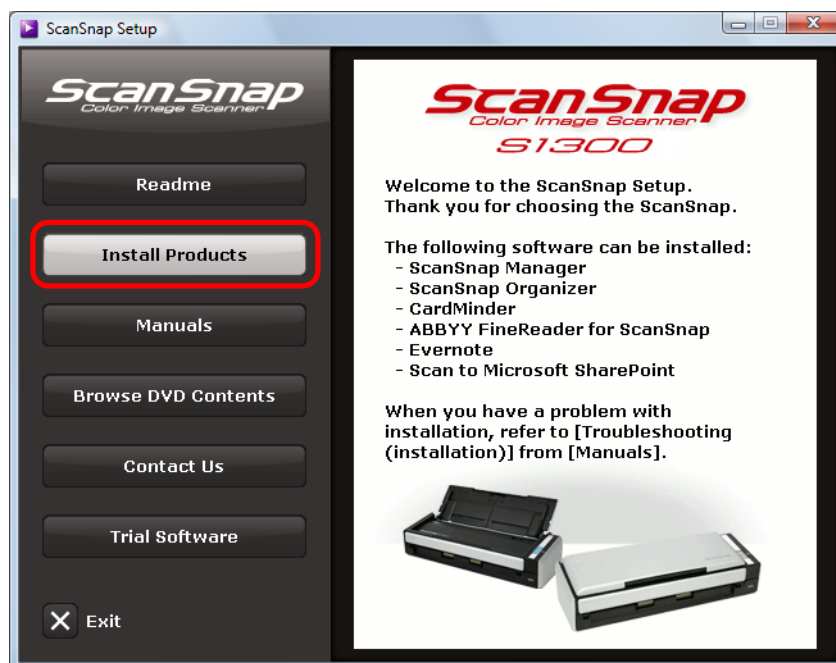 ScanSnap Setup
ScanSnap
Color Image Scanner
Readme
Install Products
Manuals
Browse DVD Contents
Contact Us
Trial Software
Exit
ScanSnap
Color Image Scanner
S1300
Welcome to the ScanSnap Setup.
Thank you for choosing the ScanSnap.
The following software can be installed:
- ScanSnap Manager
- ScanSnap Organizer
- CardMinder
- ABBYY FineReader for ScanSnap
- Evernote
- Scan to Microsoft SharePoint
When you have a problem with
installation, refer to [Troubleshooting
(installation)] from [Manuals].